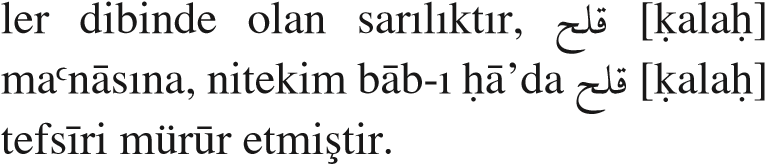 ler dibinde olan sarılıktır, قلح [ḳalaḥ]
maʿnāsına, nitekim bāb-ı ḥā’da قلح [ḳalaḥ]
tefsīri mürūr etmiştir.